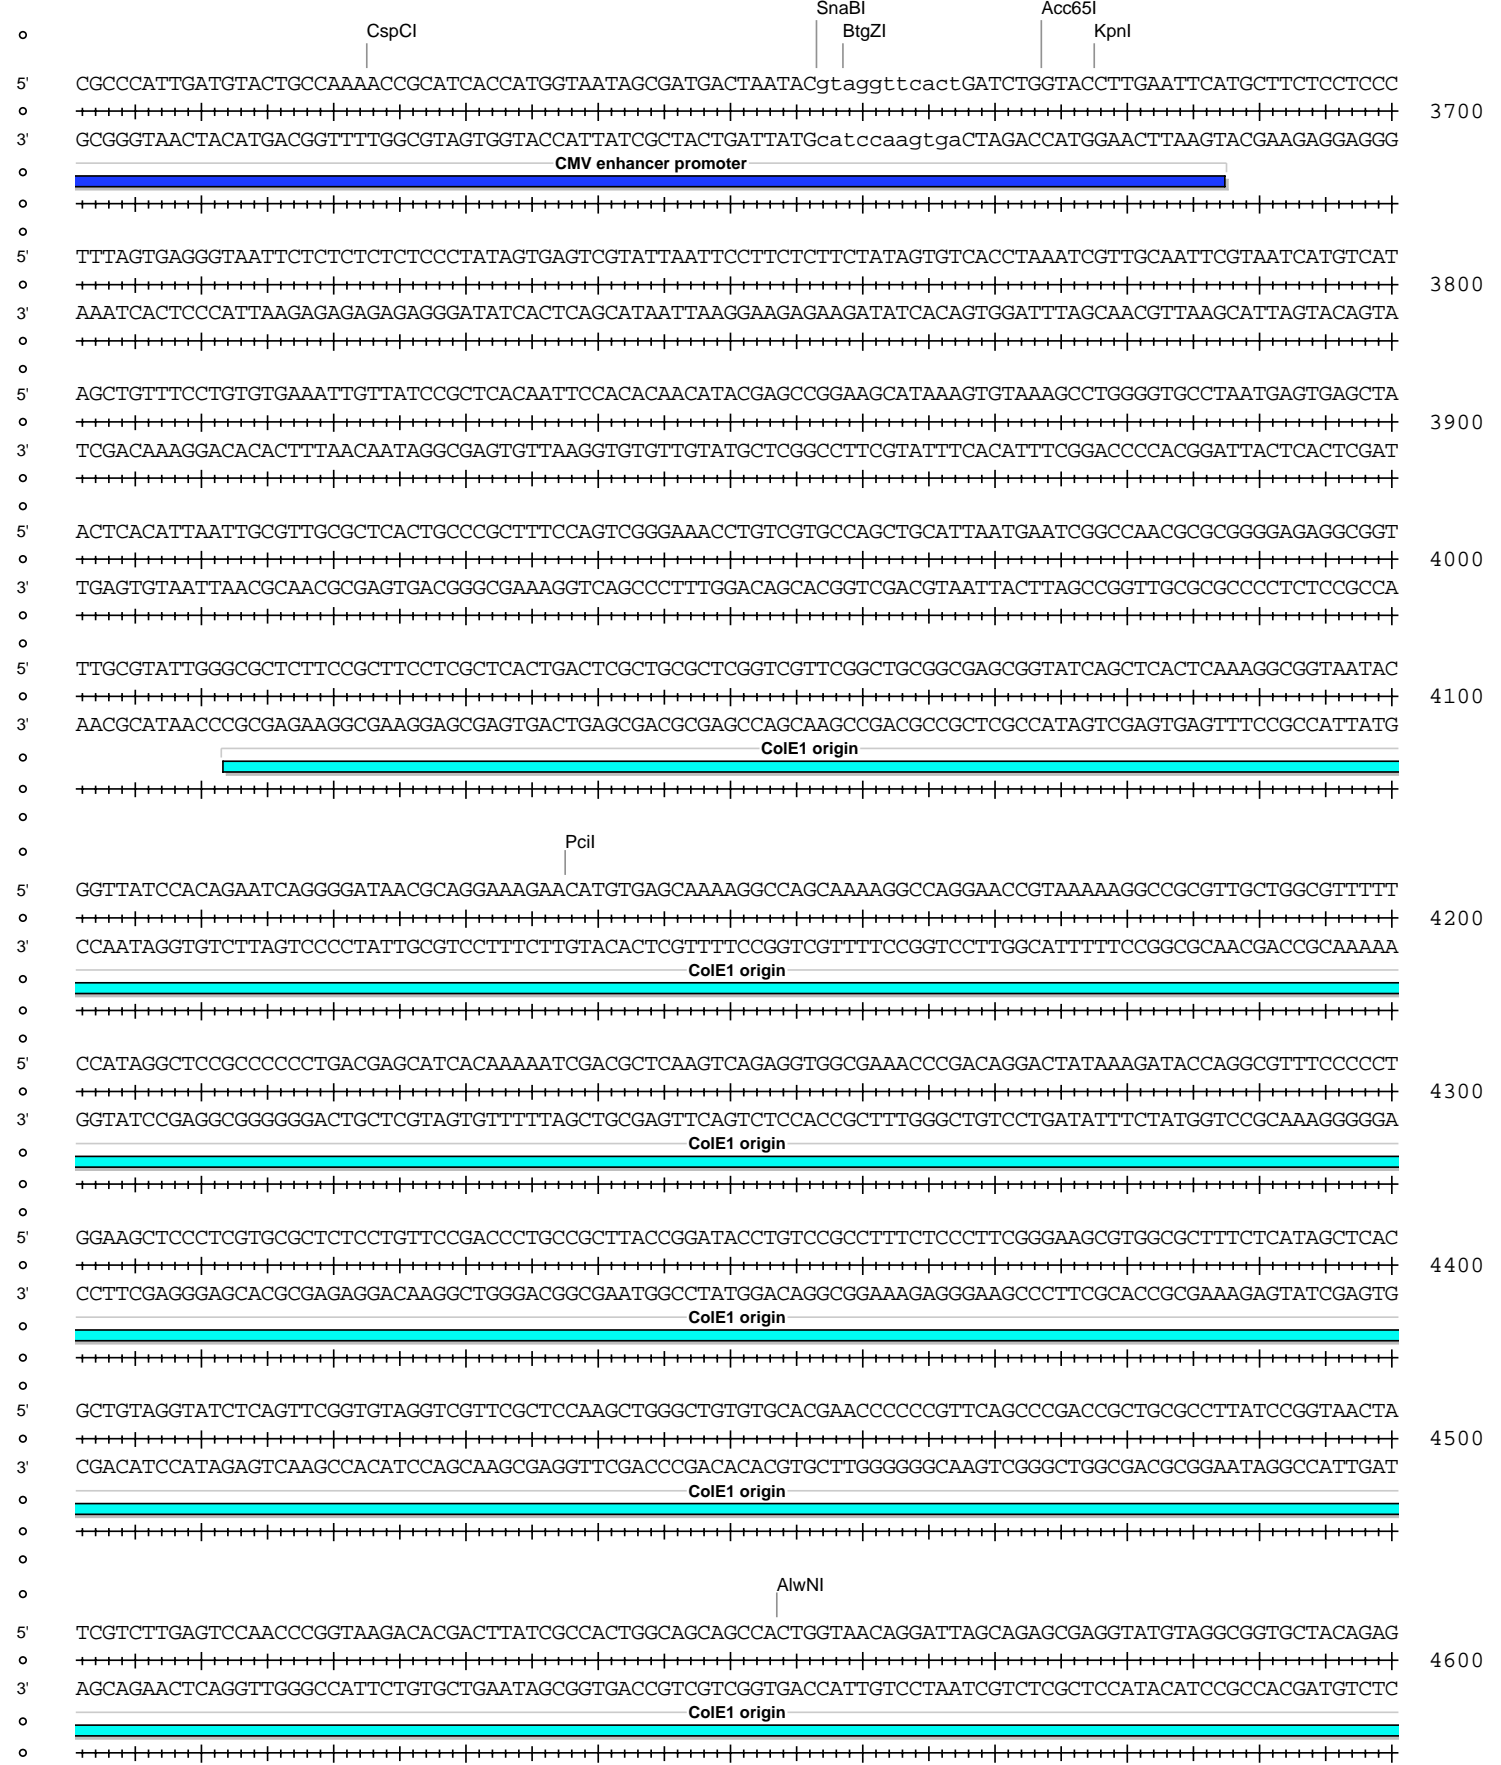 SnaBI Acc65I
CspCI BtgZI KpnI
5' CGCCCATTGATGTACTGCCAAAACCGCATCACCATGGTAATAGCGATGACTAATACgtaggttcactGATCTGGTACCTTGAATTCATGCTTCTCCTCCC
3700
3' GCGGGTAACTACATGACGGTTTTGGCGTAGTGGTACCATTATCGCTACTGATTATGcatccaagtgaCTAGACCATGGAACTTAAGTACGAAGAGGAGGG
CMV enhancer promoter
5' TTTAGTGAGGGTAATTCTCTCTCTCTCCCTATAGTGAGTCGTATTAATTCCTTCTCTTCTATAGTGTCACCTAAATCGTTGCAATTCGTAATCATGTCAT
3800
3' AAATCACTCCCATTAAGAGAGAGAGAGGGATATCACTCAGCATAATTAAGGAAGAGAAGATATCACAGTGGATTTAGCAACGTTAAGCATTAGTACAGTA
5' AGCTGTTTCCTGTGTGAAATTGTTATCCGCTCACAATTCCACACAACATACGAGCCGGAAGCATAAAGTGTAAAGCCTGGGGTGCCTAATGAGTGAGCTA
3900
3' TCGACAAAGGACACACTTTAACAATAGGCGAGTGTTAAGGTGTGTTGTATGCTCGGCCTTCGTATTTCACATTTCGGACCCCACGGATTACTCACTCGAT
5' ACTCACATTAATTGCGTTGCGCTCACTGCCCGCTTTCCAGTCGGGAAACCTGTCGTGCCAGCTGCATTAATGAATCGGCCAACGCGCGGGGAGAGGCGGT
4000
3' TGAGTGTAATTAACGCAACGCGAGTGACGGGCGAAAGGTCAGCCCTTTGGACAGCACGGTCGACGTAATTACTTAGCCGGTTGCGCGCCCCTCTCCGCCA
5' TTGCGTATTGGGCGCTCTTCCGCTTCCTCGCTCACTGACTCGCTGCGCTCGGTCGTTCGGCTGCGGCGAGCGGTATCAGCTCACTCAAAGGCGGTAATAC
4100
3' AACGCATAACCCGCGAGAAGGCGAAGGAGCGAGTGACTGAGCGACGCGAGCCAGCAAGCCGACGCCGCTCGCCATAGTCGAGTGAGTTTCCGCCATTATG
ColE1 origin
PciI
5' GGTTATCCACAGAATCAGGGGATAACGCAGGAAAGAACATGTGAGCAAAAGGCCAGCAAAAGGCCAGGAACCGTAAAAAGGCCGCGTTGCTGGCGTTTTT
4200
3' CCAATAGGTGTCTTAGTCCCCTATTGCGTCCTTTCTTGTACACTCGTTTTCCGGTCGTTTTCCGGTCCTTGGCATTTTTCCGGCGCAACGACCGCAAAAA
ColE1 origin
5' CCATAGGCTCCGCCCCCCTGACGAGCATCACAAAAATCGACGCTCAAGTCAGAGGTGGCGAAACCCGACAGGACTATAAAGATACCAGGCGTTTCCCCCT
4300
3' GGTATCCGAGGCGGGGGGACTGCTCGTAGTGTTTTTAGCTGCGAGTTCAGTCTCCACCGCTTTGGGCTGTCCTGATATTTCTATGGTCCGCAAAGGGGGA
ColE1 origin
5' GGAAGCTCCCTCGTGCGCTCTCCTGTTCCGACCCTGCCGCTTACCGGATACCTGTCCGCCTTTCTCCCTTCGGGAAGCGTGGCGCTTTCTCATAGCTCAC
4400
3' CCTTCGAGGGAGCACGCGAGAGGACAAGGCTGGGACGGCGAATGGCCTATGGACAGGCGGAAAGAGGGAAGCCCTTCGCACCGCGAAAGAGTATCGAGTG
ColE1 origin
5' GCTGTAGGTATCTCAGTTCGGTGTAGGTCGTTCGCTCCAAGCTGGGCTGTGTGCACGAACCCCCCGTTCAGCCCGACCGCTGCGCCTTATCCGGTAACTA
4500
3' CGACATCCATAGAGTCAAGCCACATCCAGCAAGCGAGGTTCGACCCGACACACGTGCTTGGGGGGCAAGTCGGGCTGGCGACGCGGAATAGGCCATTGAT
ColE1 origin
AlwNI
5' TCGTCTTGAGTCCAACCCGGTAAGACACGACTTATCGCCACTGGCAGCAGCCACTGGTAACAGGATTAGCAGAGCGAGGTATGTAGGCGGTGCTACAGAG
4600
3' AGCAGAACTCAGGTTGGGCCATTCTGTGCTGAATAGCGGTGACCGTCGTCGGTGACCATTGTCCTAATCGTCTCGCTCCATACATCCGCCACGATGTCTC
ColE1 origin